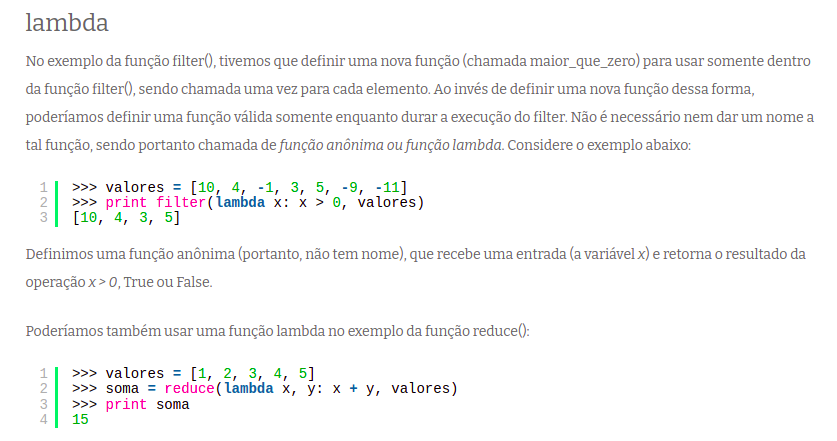 lambda
No exemplo da função filter(), tivemos que definir uma nova função (chamada maior_que_zero) para usar somente dentro
da função filter(), sendo chamada uma vez para cada elemento. Ao invés de definir uma nova função dessa forma,
poderíamos definir uma função válida somente enquanto durar a execução do filter. Não é necessário nem dar um nome a
tal função, sendo portanto chamada de função anônima ou função lambda. Considere o exemplo abaixo:
1 >>> valores = [10, 4, -1, 3, 5, -9, -11]
2 >>> print filter(lambda x: x > 0, valores)
3 [10, 4, 3, 5]
Definimos uma função anônima (portanto, não tem nome), que recebe uma entrada (a variável x) e retorna o resultado da
operação x > 0, True ou False.
Poderíamos também usar uma função lambda no exemplo da função reduce():
1 >>> valores = [1, 2, 3, 4, 5]
2 >>> soma = reduce(lambda x, y: x + y, valores)
3 >>> print soma
4 15